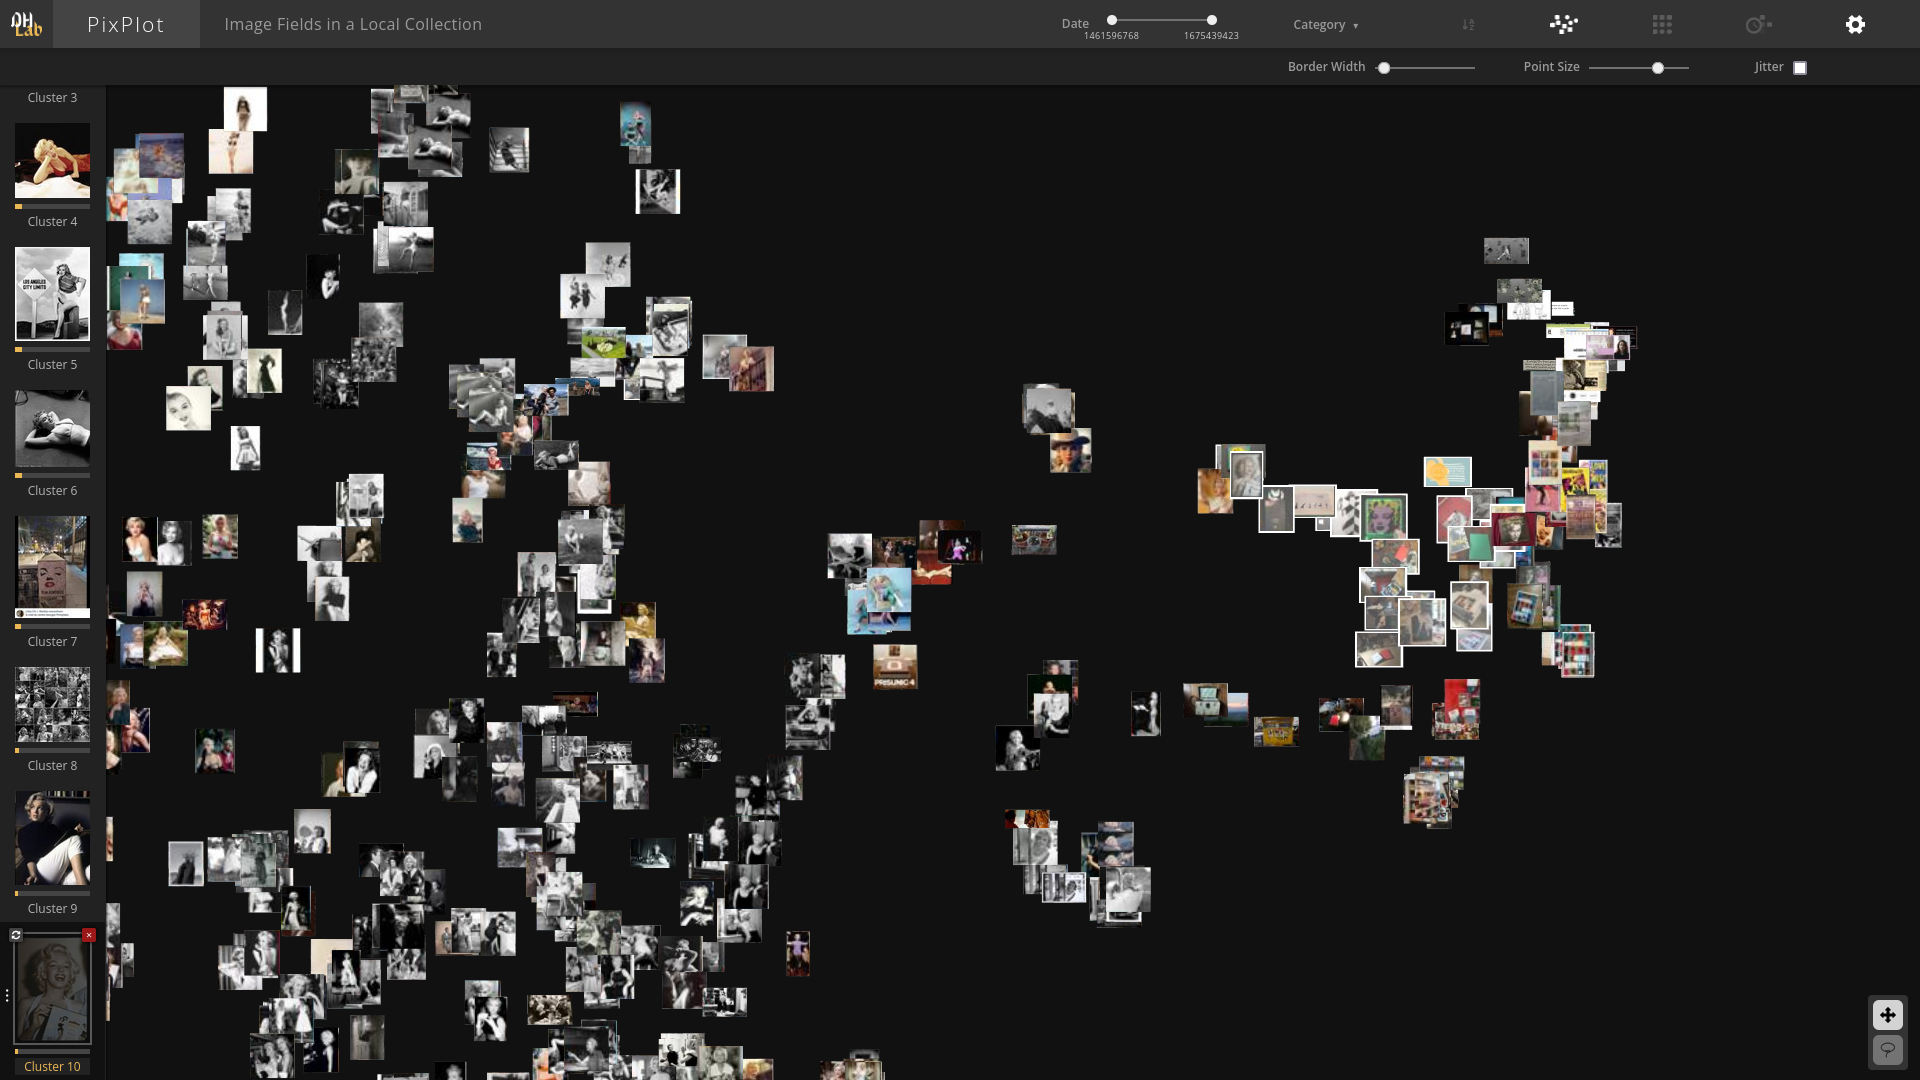 DH Lab
PixPlot
Image Fields in a Local Collection
Date
1461596768
1675439423
Category
Border Width
Point Size
Jitter
Cluster 3
Cluster 4
LOS ANGELES
CITY LIMITS
Cluster 5
Cluster 6
Cluster 7
Cluster 8
Cluster 9
Cluster 10
PRISUNIC 4